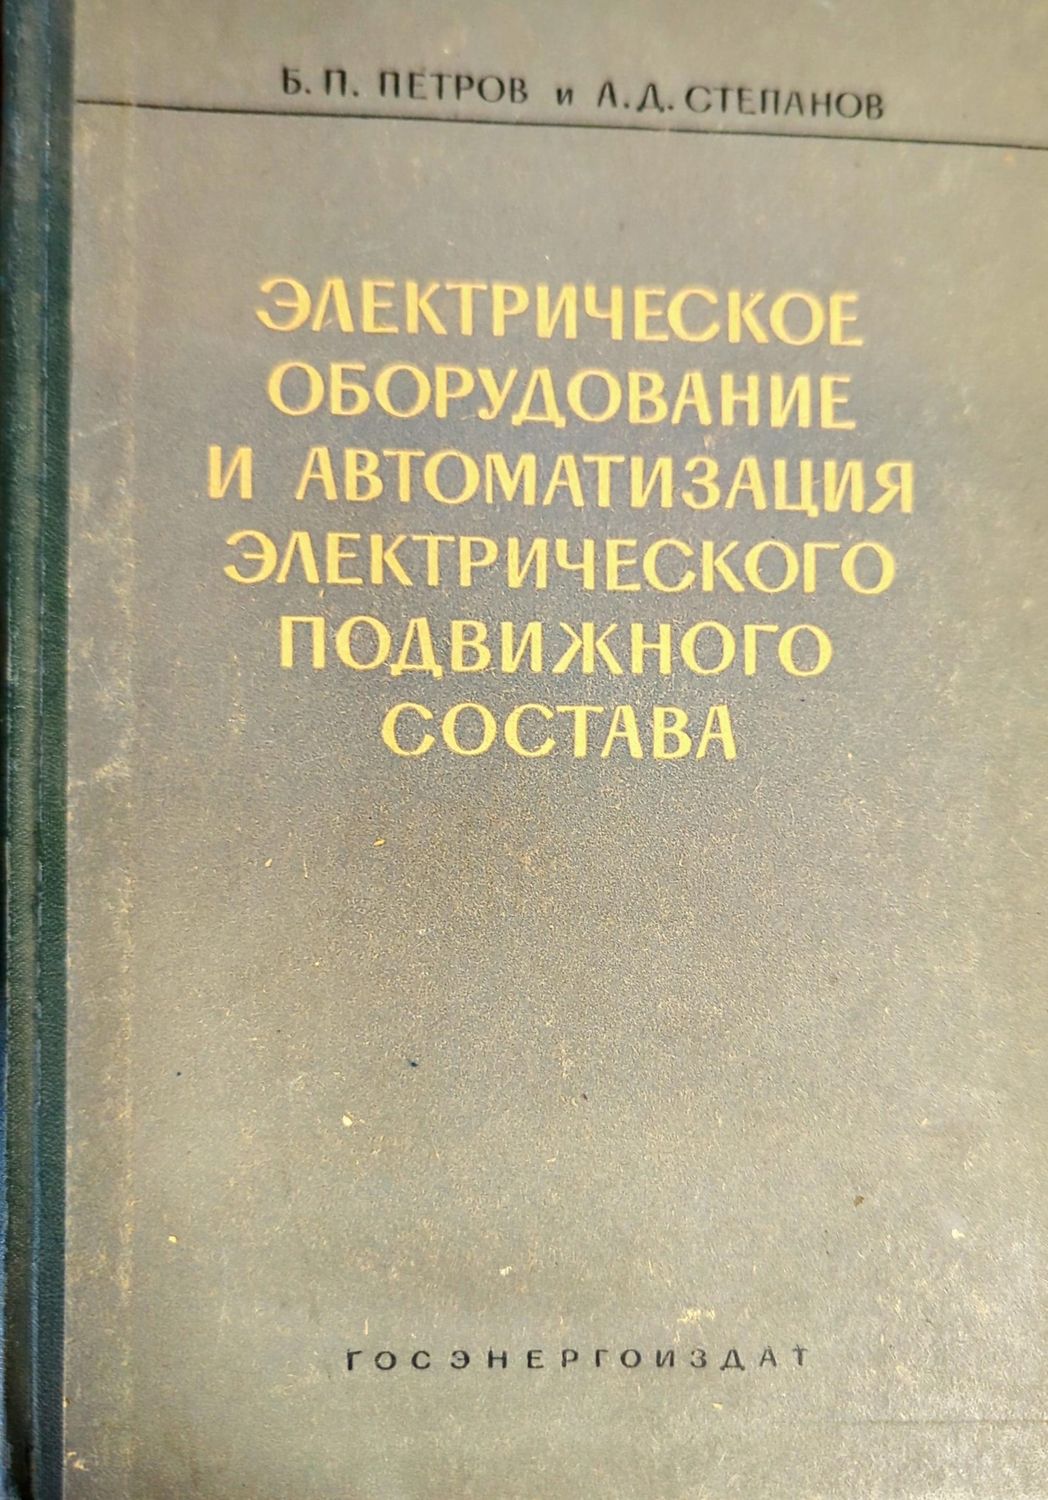 Б. П. ПЕТРОВ и А. Д. СТЕПАНОВ
ЭЛЕКТРИЧЕСКОЕ
ОБОРУДОВАНИЕ
И АВТОМАТИЗАЦИЯ
ЭЛЕКТРИЧЕСКОГО
ПОДВИЖНОГО
СОСТАВА
ГОСЭНЕРГОИЗДАТ